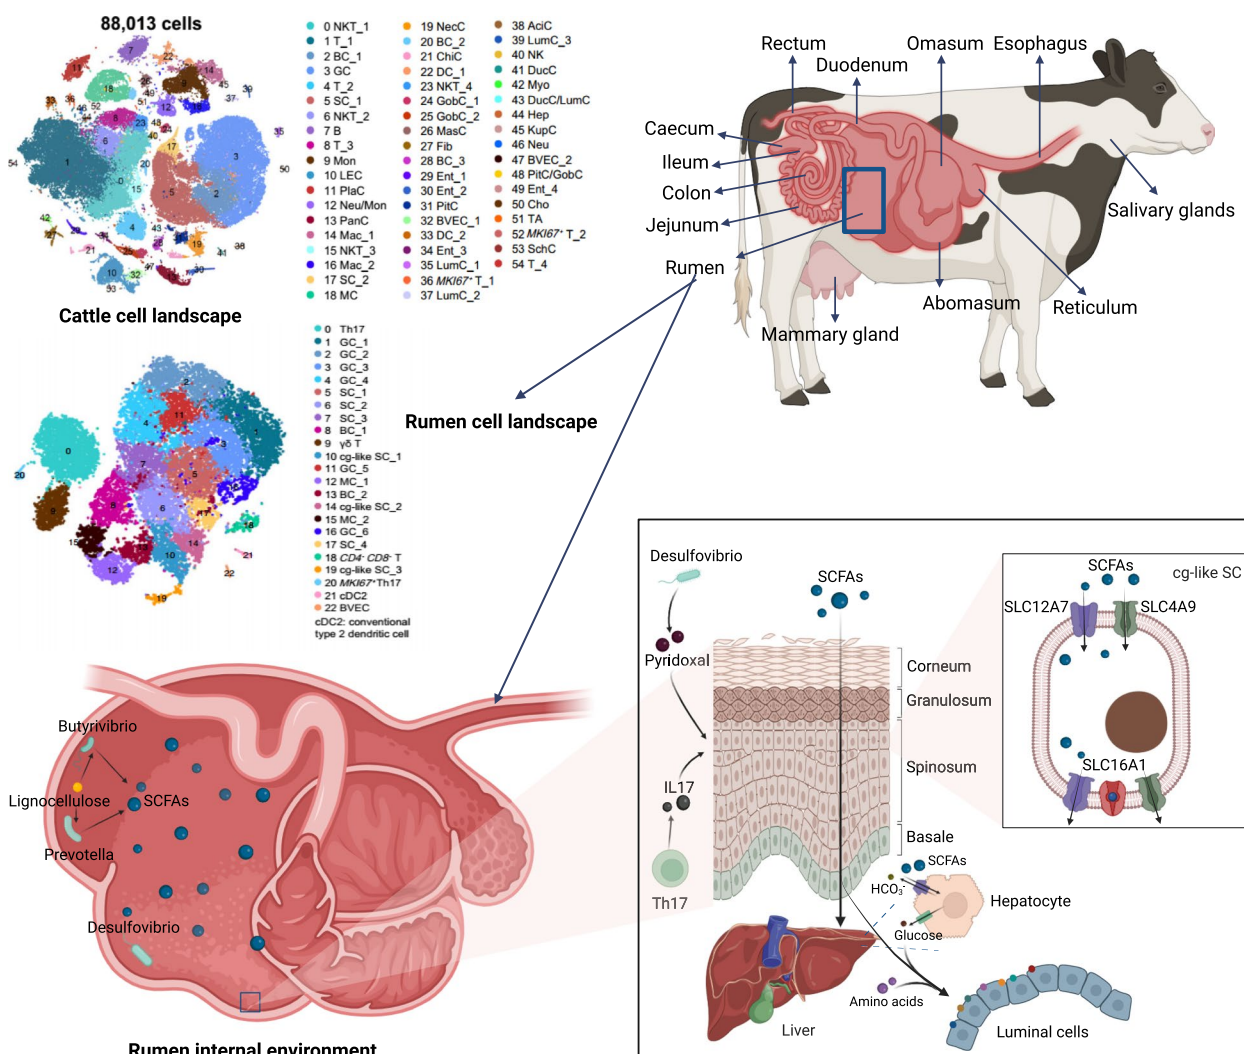 88,013 cells
0 NKT_1
1 T_1
2 BC_1
3 GC
4 T_2
5 SC_1
6 NKT_2
7 B
8 T_3
9 Mon
10 LEC
11 PlaC
12 Neu/Mon
13 PanC
14 Mac_1
15 NKT_3
16 Mac_2
17 SC_2
18 MC
19 NecC
20 BC_2
21 ChiC
22 DC_1
23 NKT_4
24 GobC_1
25 GobC_2
26 MasC
27 Fib
28 BC_3
29 Ent_1
30 Ent_2
31 PitC
32 BVEC_1
33 DC_2
34 Ent_3
35 LumC_1
36 MKI67⁺ T_1
37 LumC_2
38 AciC
39 LumC_3
40 NK
41 DucC
42 Myo
43 DucC/LumC
44 Hep
45 KupC
46 Neu
47 BVEC_2
48 PitC/GobC
49 Ent_4
50 Cho
51 TA
52 MKI67⁺ T_2
53 SchC
54 T_4
Cattle cell landscape
0 Th17
1 GC_1
2 GC_2
3 GC_3
4 GC_4
5 SC_1
6 SC_2
7 SC_3
8 BC_1
9 γδ T
10 cg-like SC_1
11 GC_5
12 MC_1
13 BC_2
14 cg-like SC_2
15 MC_2
16 GC_6
17 SC_4
18 CD4⁻ CD8⁻ T
19 cg-like SC_3
20 MKI67⁺Th17
21 cDC2
22 BVEC
cDC2: conventional
type 2 dendritic cell
Rumen cell landscape
Rectum
Duodenum
Omasum
Esophagus
Caecum
Ileum
Colon
Jejunum
Rumen
Mammary gland
Abomasum
Reticulum
Salivary glands
Butyrivibrio
Lignocellulose
SCFAs
Prevotella
Desulfovibrio
Rumen internal environment
Desulfovibrio
Pyridoxal
IL17
Th17
SCFAs
Corneum
Granulosum
Spinosum
Basale
SCFAs
cg-like SC
SLC12A7
SLC4A9
SLC16A1
SCFAs
HCO₃⁻
Hepatocyte
Glucose
Amino acids
Liver
Luminal cells